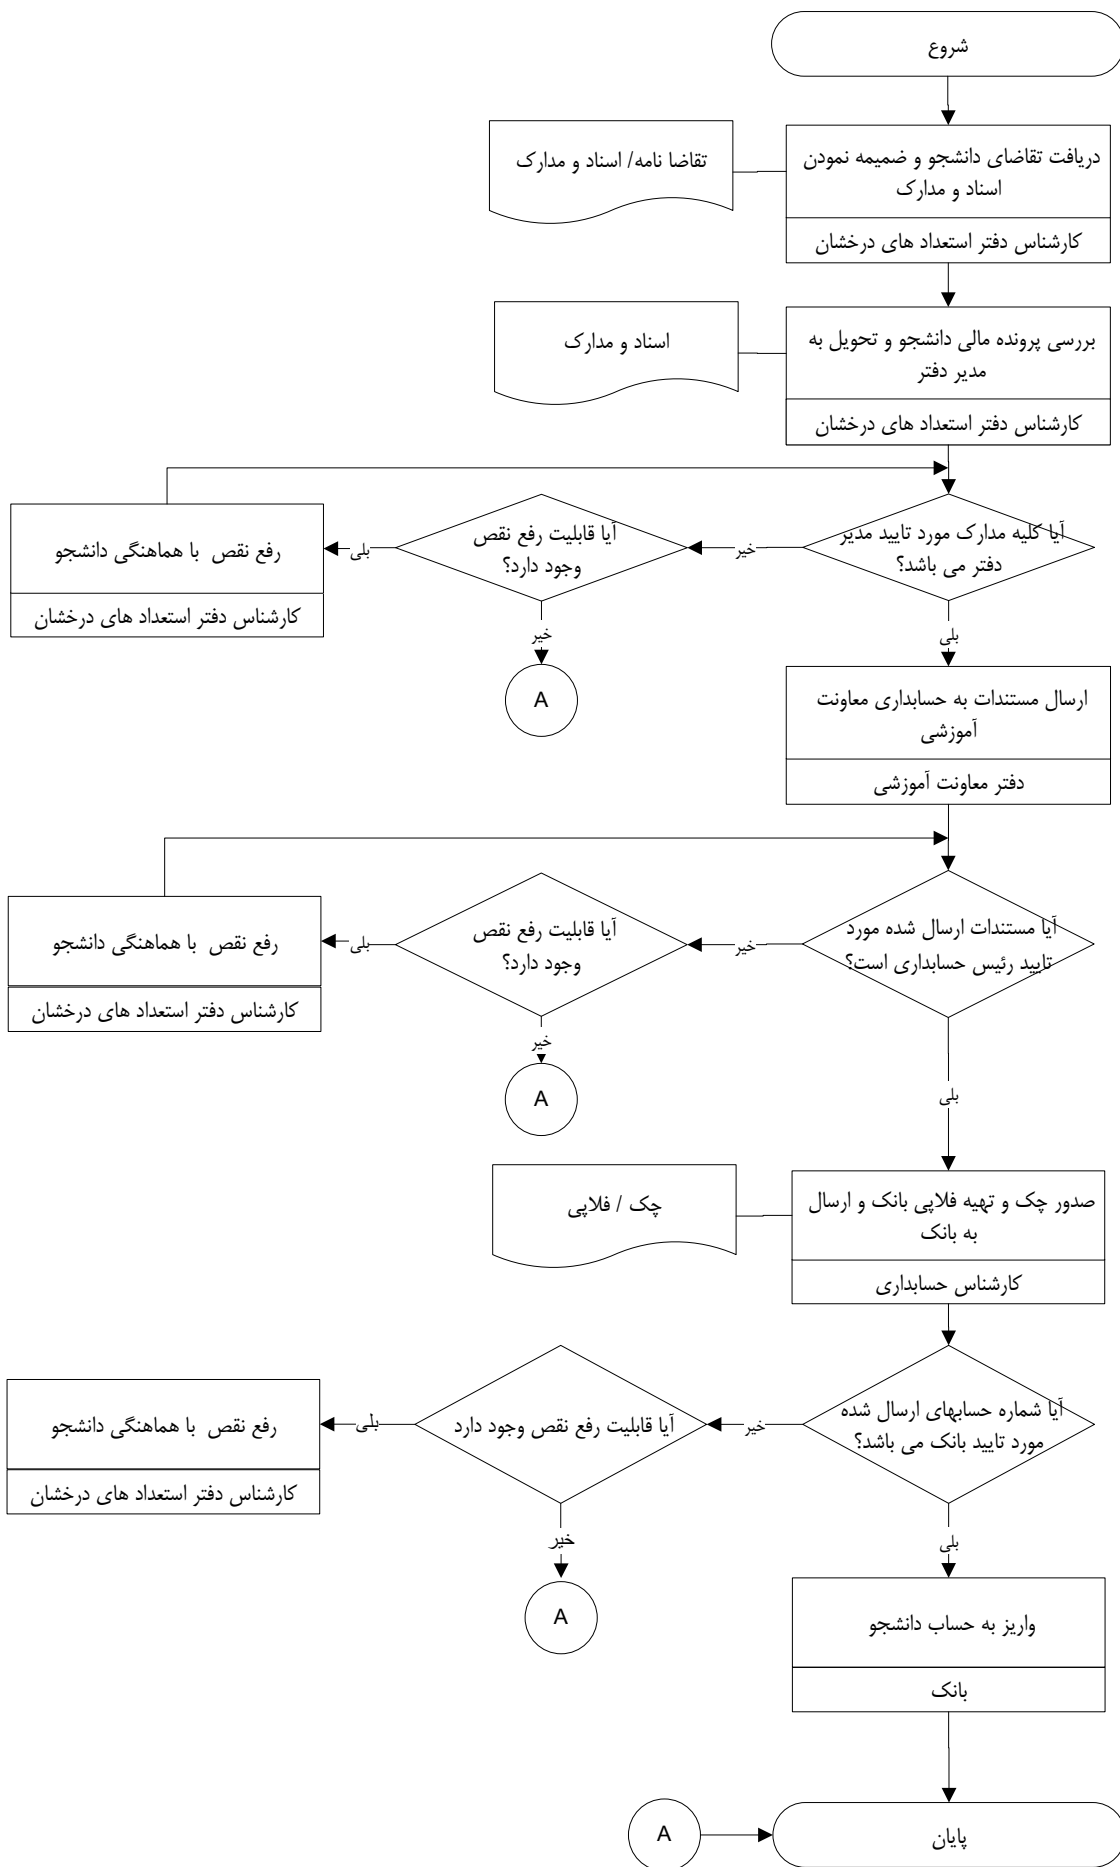 شروع
دریافت تقاضای دانشجو و ضمیمه نمودن
اسناد و مدارک
کارشناس دفتر استعداد های درخشان
تقاضا نامه/ اسناد و مدارک
بررسی پرونده مالی دانشجو و تحویل به
مدیر دفتر
کارشناس دفتر استعداد های درخشان
اسناد و مدارک
آیا کلیه مدارک مورد تایید مدیر
دفتر می باشد؟
خیر
آیا قابلیت رفع نقص
وجود دارد؟
بلی
رفع نقص با هماهنگی دانشجو
کارشناس دفتر استعداد های درخشان
خیر
A
بلی
ارسال مستندات به حسابداری معاونت
آموزشی
دفتر معاونت آموزشی
آیا مستندات ارسال شده مورد
تایید رئیس حسابداری است؟
خیر
آیا قابلیت رفع نقص
وجود دارد؟
بلی
رفع نقص با هماهنگی دانشجو
کارشناس دفتر استعداد های درخشان
خیر
A
بلی
صدور چک و تهیه فلاپی بانک و ارسال
به بانک
کارشناس حسابداری
چک / فلاپی
آیا شماره حسابهای ارسال شده
مورد تایید بانک می باشد؟
خیر
آیا قابلیت رفع نقص وجود دارد
بلی
رفع نقص با هماهنگی دانشجو
کارشناس دفتر استعداد های درخشان
خیر
A
بلی
واریز به حساب دانشجو
بانک
پایان
A